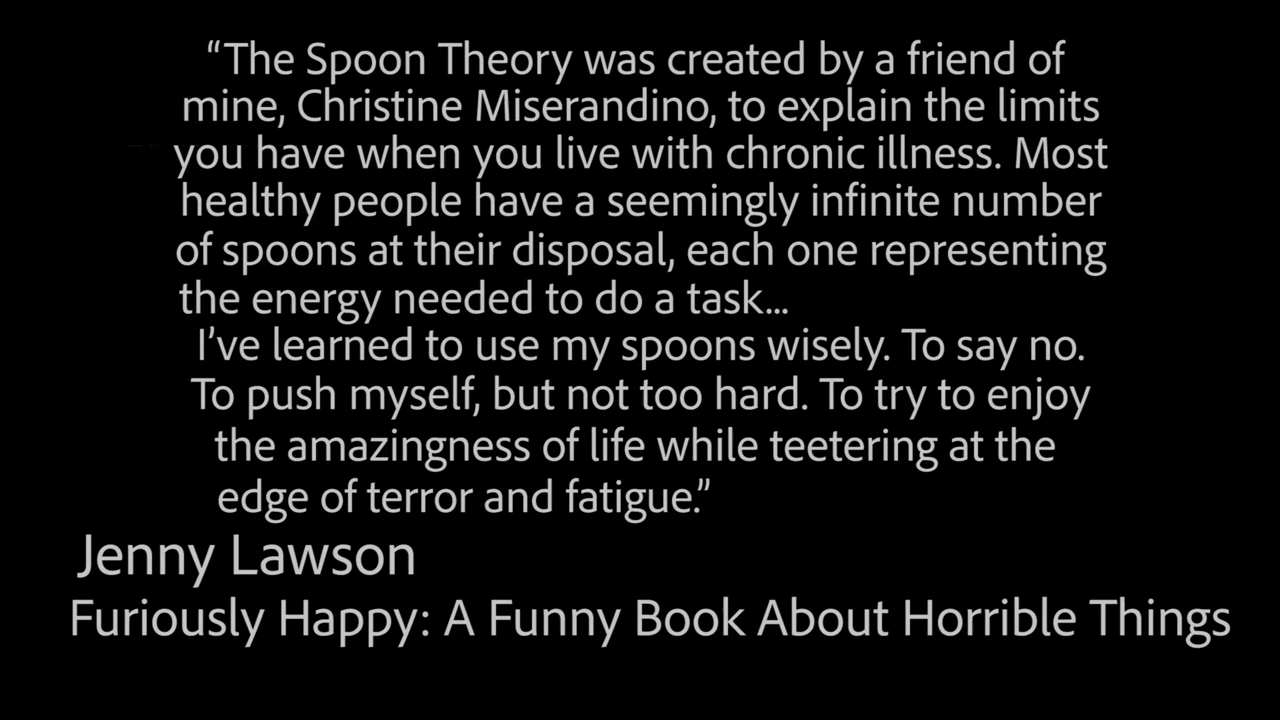 “The Spoon Theory was created by a friend of
mine, Christine Miserandino, to explain the limits
you have when you live with chronic illness. Most
healthy people have a seemingly infinite number
of spoons at their disposal, each one representing
the energy needed to do a task...
I’ve learned to use my spoons wisely. To say no.
To push myself, but not too hard. To try to enjoy
the amazingness of life while teetering at the
edge of terror and fatigue.”
Jenny Lawson
Furiously Happy: A Funny Book About Horrible Things